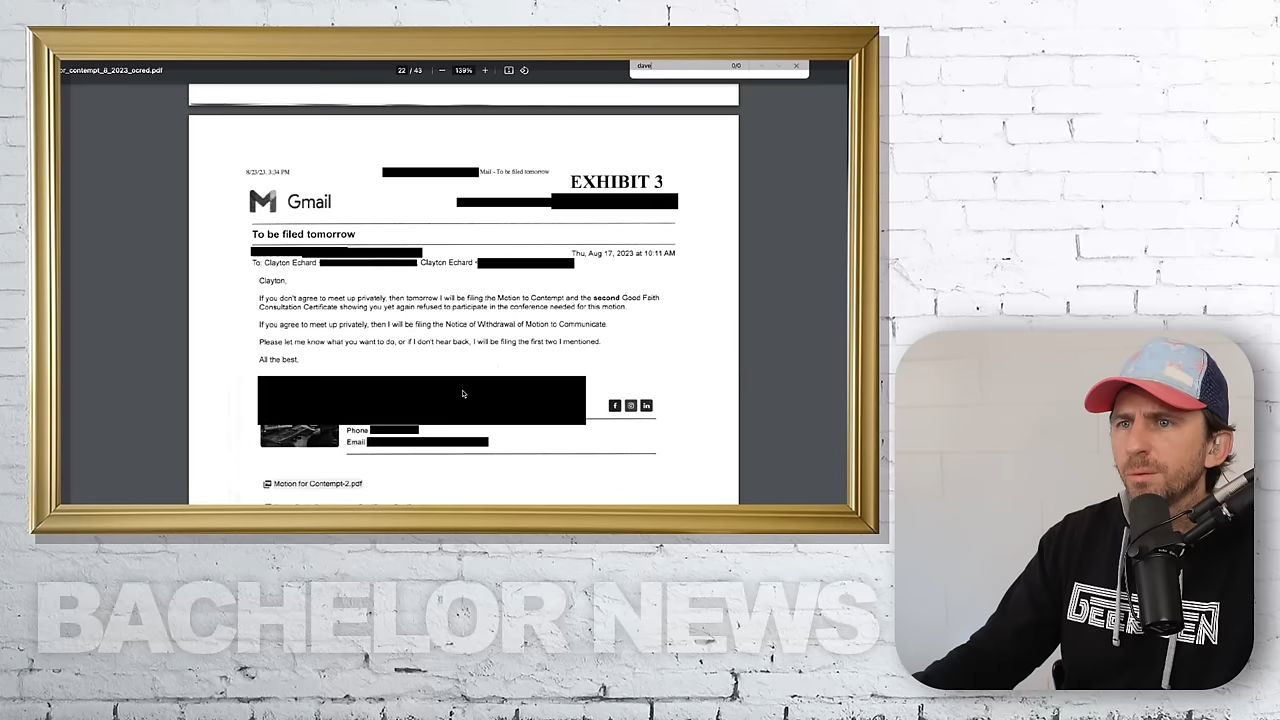 or_contempt_8_2023_ocred.pdf
22 / 43
139%
dave
0/0
8/23/23, 3:34 PM
Mail - To be filed tomorrow
EXHIBIT 3
Gmail
To be filed tomorrow
Thu, Aug 17, 2023 at 10:11 AM
To: Clayton Echard
, Clayton Echard
Clayton,
If you don't agree to meet up privately, then tomorrow I will be filing the Motion to Contempt and the second Good Faith
Consultation Certificate showing you yet again refused to participate in the conference needed for this motion.
If you agree to meet up privately, then I will be filing the Notice of Withdrawal of Motion to Communicate.
Please let me know what you want to do, or if I don't hear back, I will be filing the first two I mentioned.
All the best,
Phone
Email
Motion for Contempt-2.pdf
BACHELOR NEWS